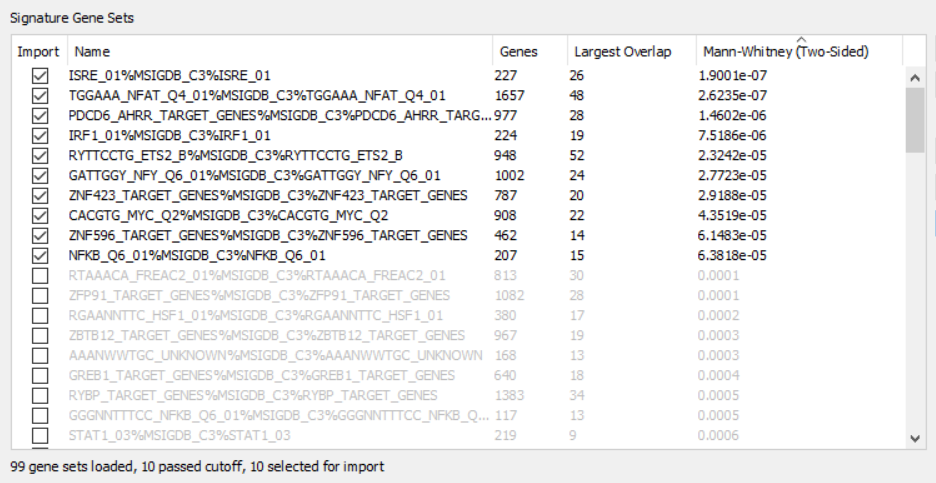 Signature Gene Sets
Import Name Genes Largest Overlap Mann-Whitney (Two-Sided)
ISRE_01%MSIGDB_C3%ISRE_01 227 26 1.9001e-07
TGGAAA_NFAT_Q4_01%MSIGDB_C3%TGGAAA_NFAT_Q4_01 1657 48 2.6235e-07
PDCD6_AHRR_TARGET_GENES%MSIGDB_C3%PDCD6_AHRR_TARG... 977 28 1.4602e-06
IRF1_01%MSIGDB_C3%IRF1_01 224 19 7.5186e-06
RYTTCCTG_ETS2_B%MSIGDB_C3%RYTTCCTG_ETS2_B 948 52 2.3242e-05
GATTGGY_NFY_Q6_01%MSIGDB_C3%GATTGGY_NFY_Q6_01 1002 24 2.7723e-05
ZNF423_TARGET_GENES%MSIGDB_C3%ZNF423_TARGET_GENES 787 20 2.9188e-05
CACGTG_MYC_Q2%MSIGDB_C3%CACGTG_MYC_Q2 908 22 4.3519e-05
ZNF596_TARGET_GENES%MSIGDB_C3%ZNF596_TARGET_GENES 462 14 6.1483e-05
NFKB_Q6_01%MSIGDB_C3%NFKB_Q6_01 207 15 6.3818e-05
RTAAACA_FREAC2_01%MSIGDB_C3%RTAAACA_FREAC2_01 813 30 0.0001
ZFP91_TARGET_GENES%MSIGDB_C3%ZFP91_TARGET_GENES 1082 28 0.0001
RGAANNTTC_HSF1_01%MSIGDB_C3%RGAANNTTC_HSF1_01 380 17 0.0002
ZBTB12_TARGET_GENES%MSIGDB_C3%ZBTB12_TARGET_GENES 967 19 0.0003
AAANWWTGC_UNKNOWN%MSIGDB_C3%AAANWWTGC_UNKNOWN 168 13 0.0003
GREB1_TARGET_GENES%MSIGDB_C3%GREB1_TARGET_GENES 640 18 0.0004
RYBP_TARGET_GENES%MSIGDB_C3%RYBP_TARGET_GENES 1383 34 0.0005
GGGNNTTTCC_NFKB_Q6_01%MSIGDB_C3%GGGNNTTTCC_NFKB_Q... 117 13 0.0005
STAT1_03%MSIGDB_C3%STAT1_03 219 9 0.0006
99 gene sets loaded, 10 passed cutoff, 10 selected for import